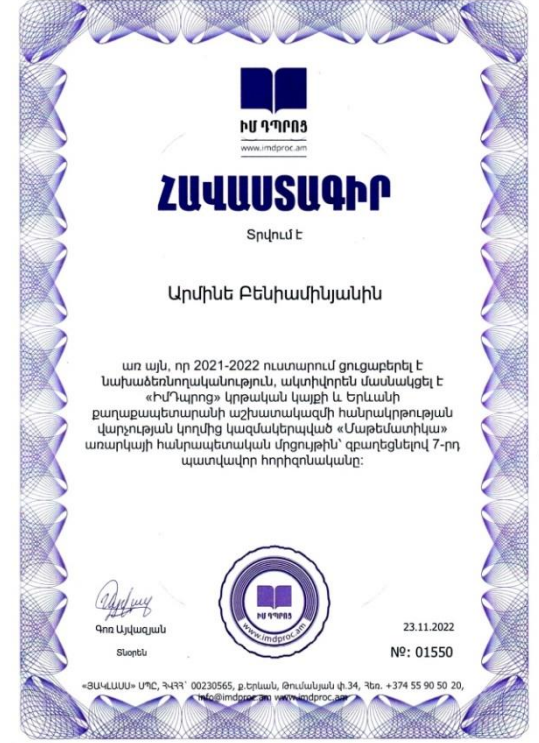 ԻՄ ԴՊՐՈՑ
www.imdproc.am
ՀԱՎԱՍՏԱԳԻՐ
Տրվում է
Արմինե Բենիամինյանին
առ այն, որ 2021-2022 ուստարում ցուցաբերել է
նախաձեռնողականություն, ակտիվորեն մասնակցել է
«ԻմԴպրոց» կրթական կայքի և Երևանի
քաղաքապետարանի աշխատակազմի հանրակրթության
վարչության կողմից կազմակերպված «Մաթեմատիկա»
առարկայի հանրապետական մրցույթին՝ զբաղեցնելով 7-րդ
պատվավոր հորիզոնականը:
ԻՄ ԴՊՐՈՑ
www.imdproc.am
Գոռ Այվազյան
Տնօրեն
23.11.2022
№: 01550
«ՅԱԿԼԱՍՍ» ՍՊԸ, ՀՎՀՀ՝ 00230565, ք.Երևան, Թումանյան փ.34, Հեռ. +374 55 90 50 20,
info@imdproc.am www.imdproc.am